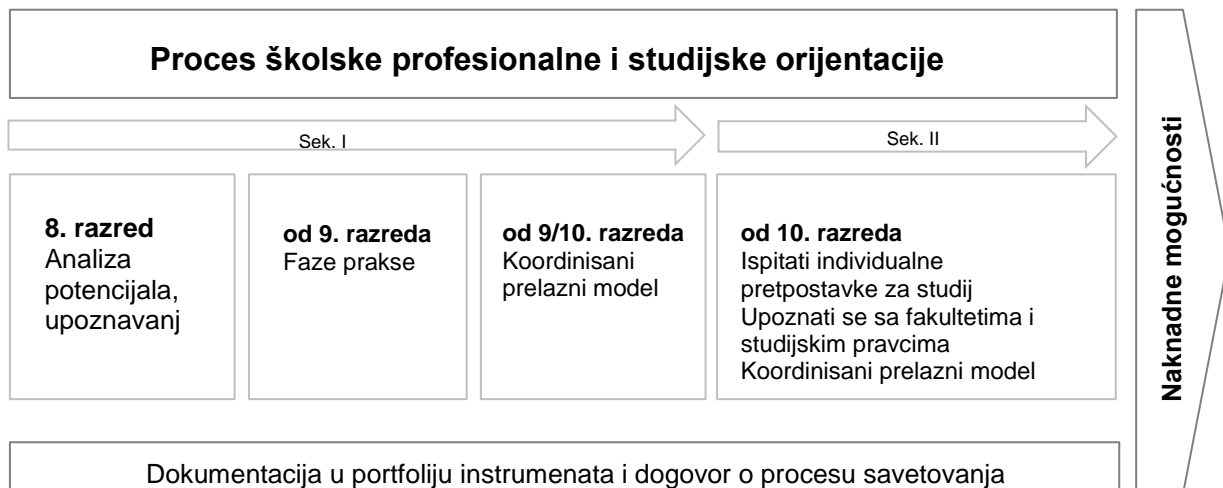 Proces školske profesionalne i studijske orijentacije
Sek. I
Sek. II
8. razred
Analiza
potencijala,
upoznavanj
od 9. razreda
Faze prakse
od 9/10. razreda
Koordinisani
prelazni model
od 10. razreda
Ispitati individualne
pretpostavke za studij
Upoznati se sa fakultetima i
studijskim pravcima
Koordinisani prelazni model
Naknadne mogućnosti
Dokumentacija u portfoliju instrumenata i dogovor o procesu savetovanja